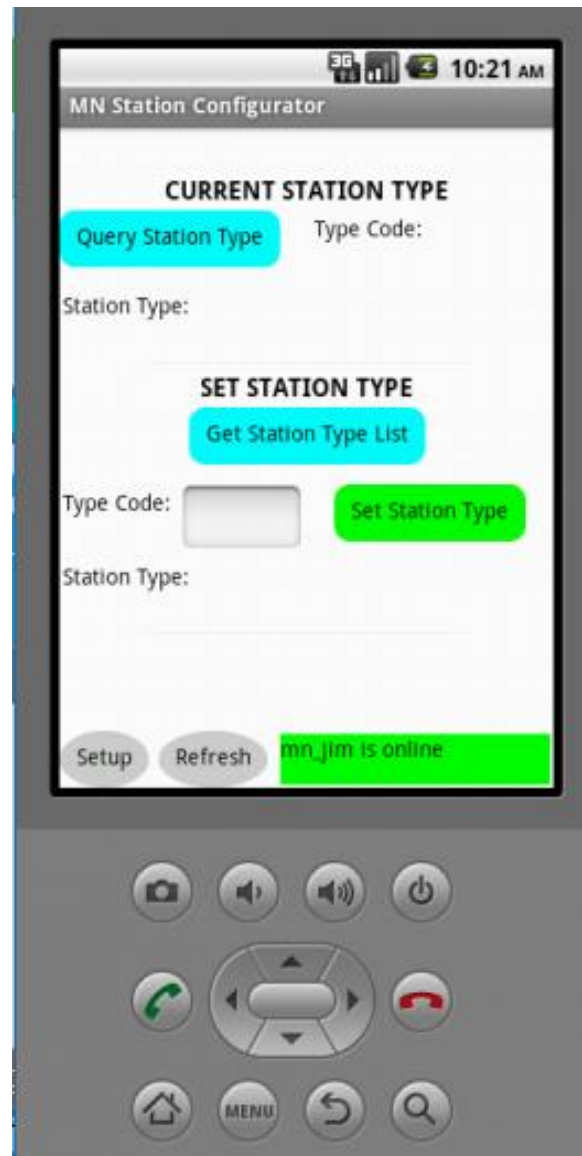 3G 10:21 AM
MN Station Configurator
CURRENT STATION TYPE
Query Station Type Type Code:
Station Type:
SET STATION TYPE
Get Station Type List
Type Code: Set Station Type
Station Type:
Setup Refresh mn_jim is online
MENU